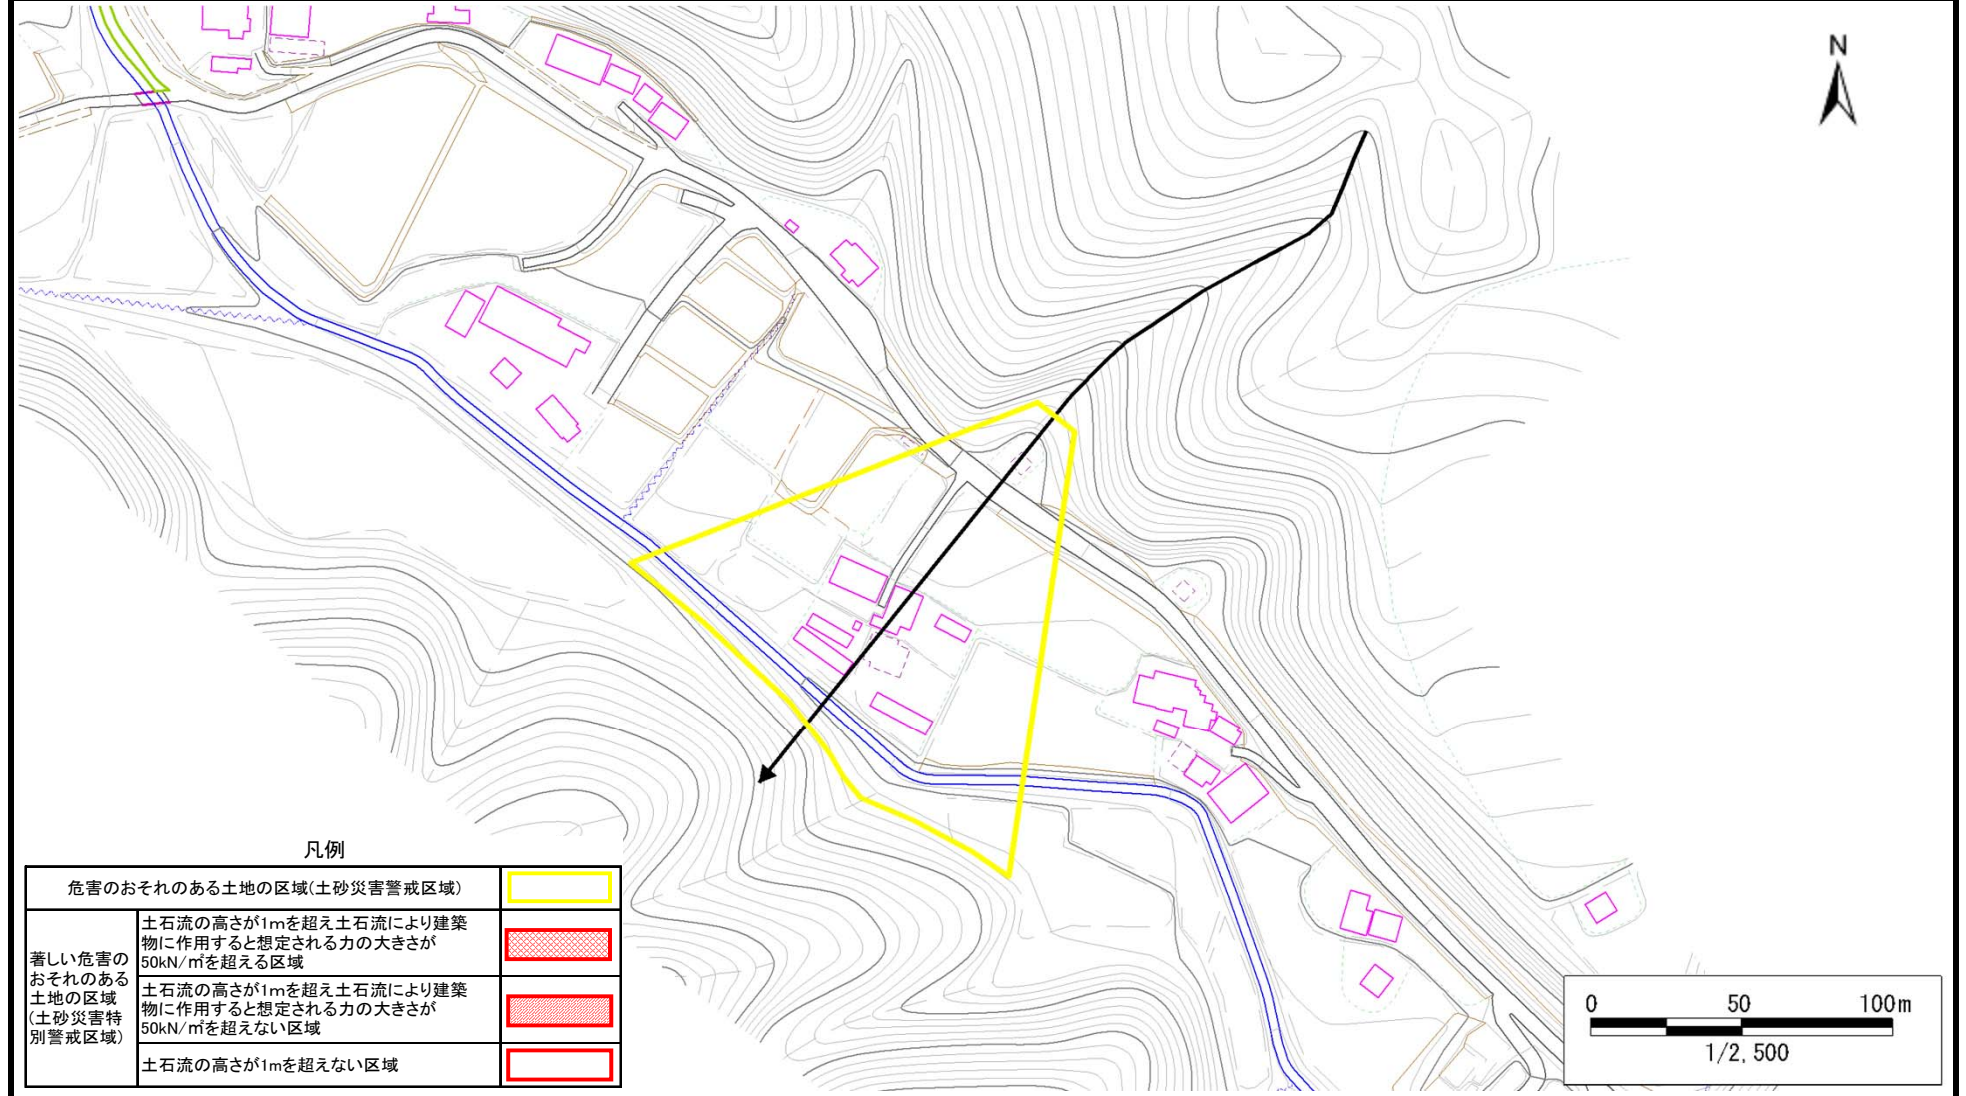 N
凡例
危害のおそれのある土地の区域(土砂災害警戒区域)
著しい危害の
おそれのある
土地の区域
(土砂災害特
別警戒区域)
土石流の高さが1mを超え土石流により建築
物に作用すると想定される力の大きさが
50kN/㎡を超える区域
土石流の高さが1mを超え土石流により建築
物に作用すると想定される力の大きさが
50kN/㎡を超えない区域
土石流の高さが1mを超えない区域
0 50 100m
1/2,500